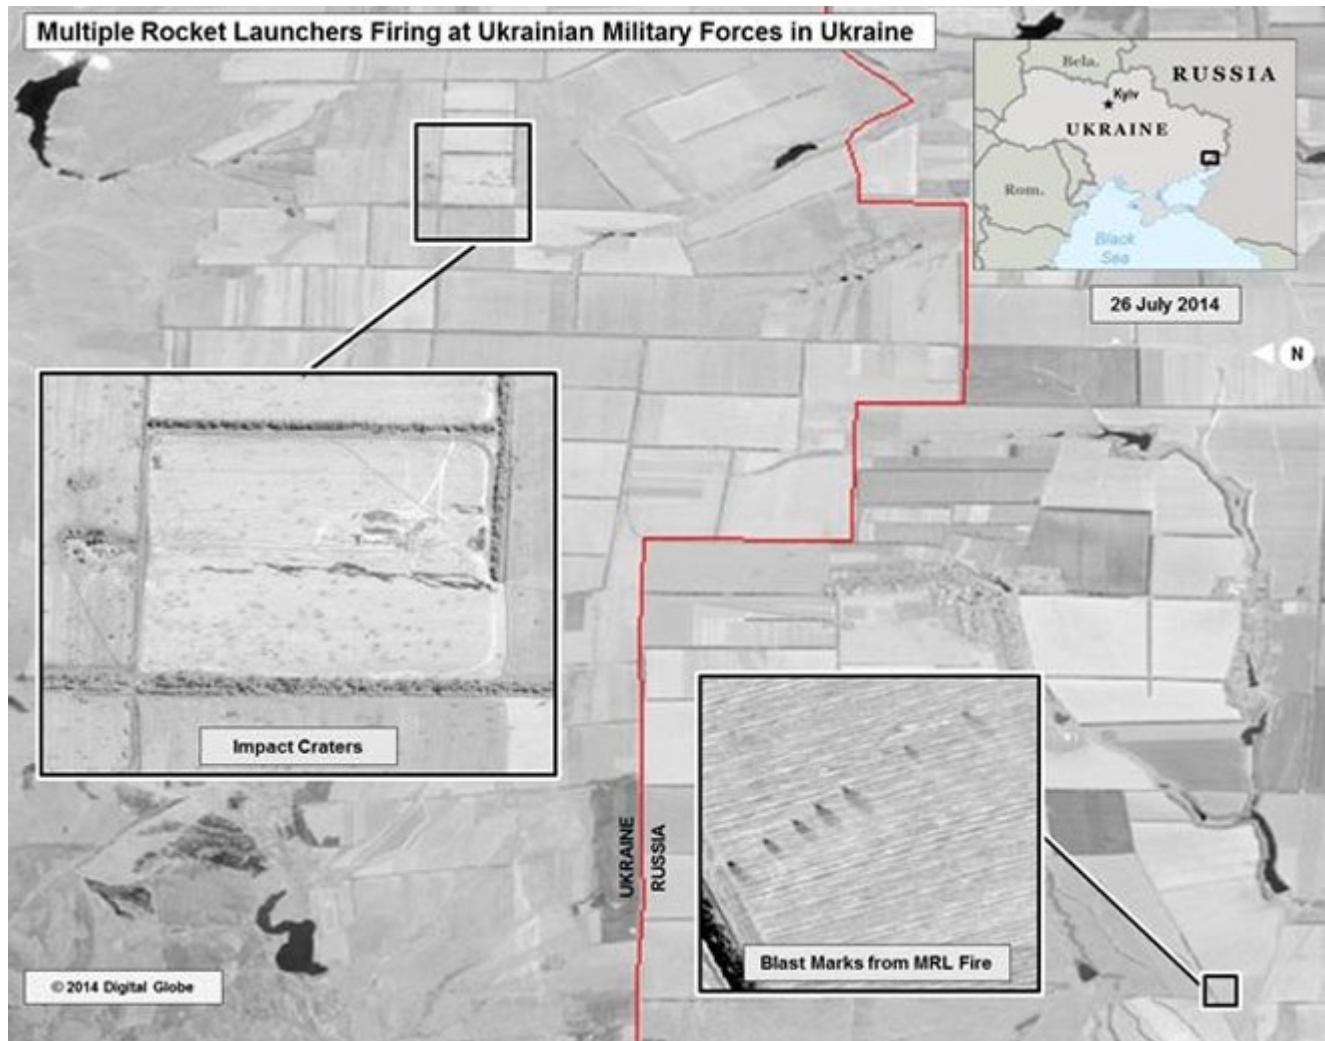 Multiple Rocket Launchers Firing at Ukrainian Military Forces in Ukraine
Bela.
RUSSIA
Kyiv
UKRAINE
Rom.
Black
Sea
26 July 2014
N
Impact Craters
UKRAINE
RUSSIA
Blast Marks from MRL Fire
© 2014 Digital Globe